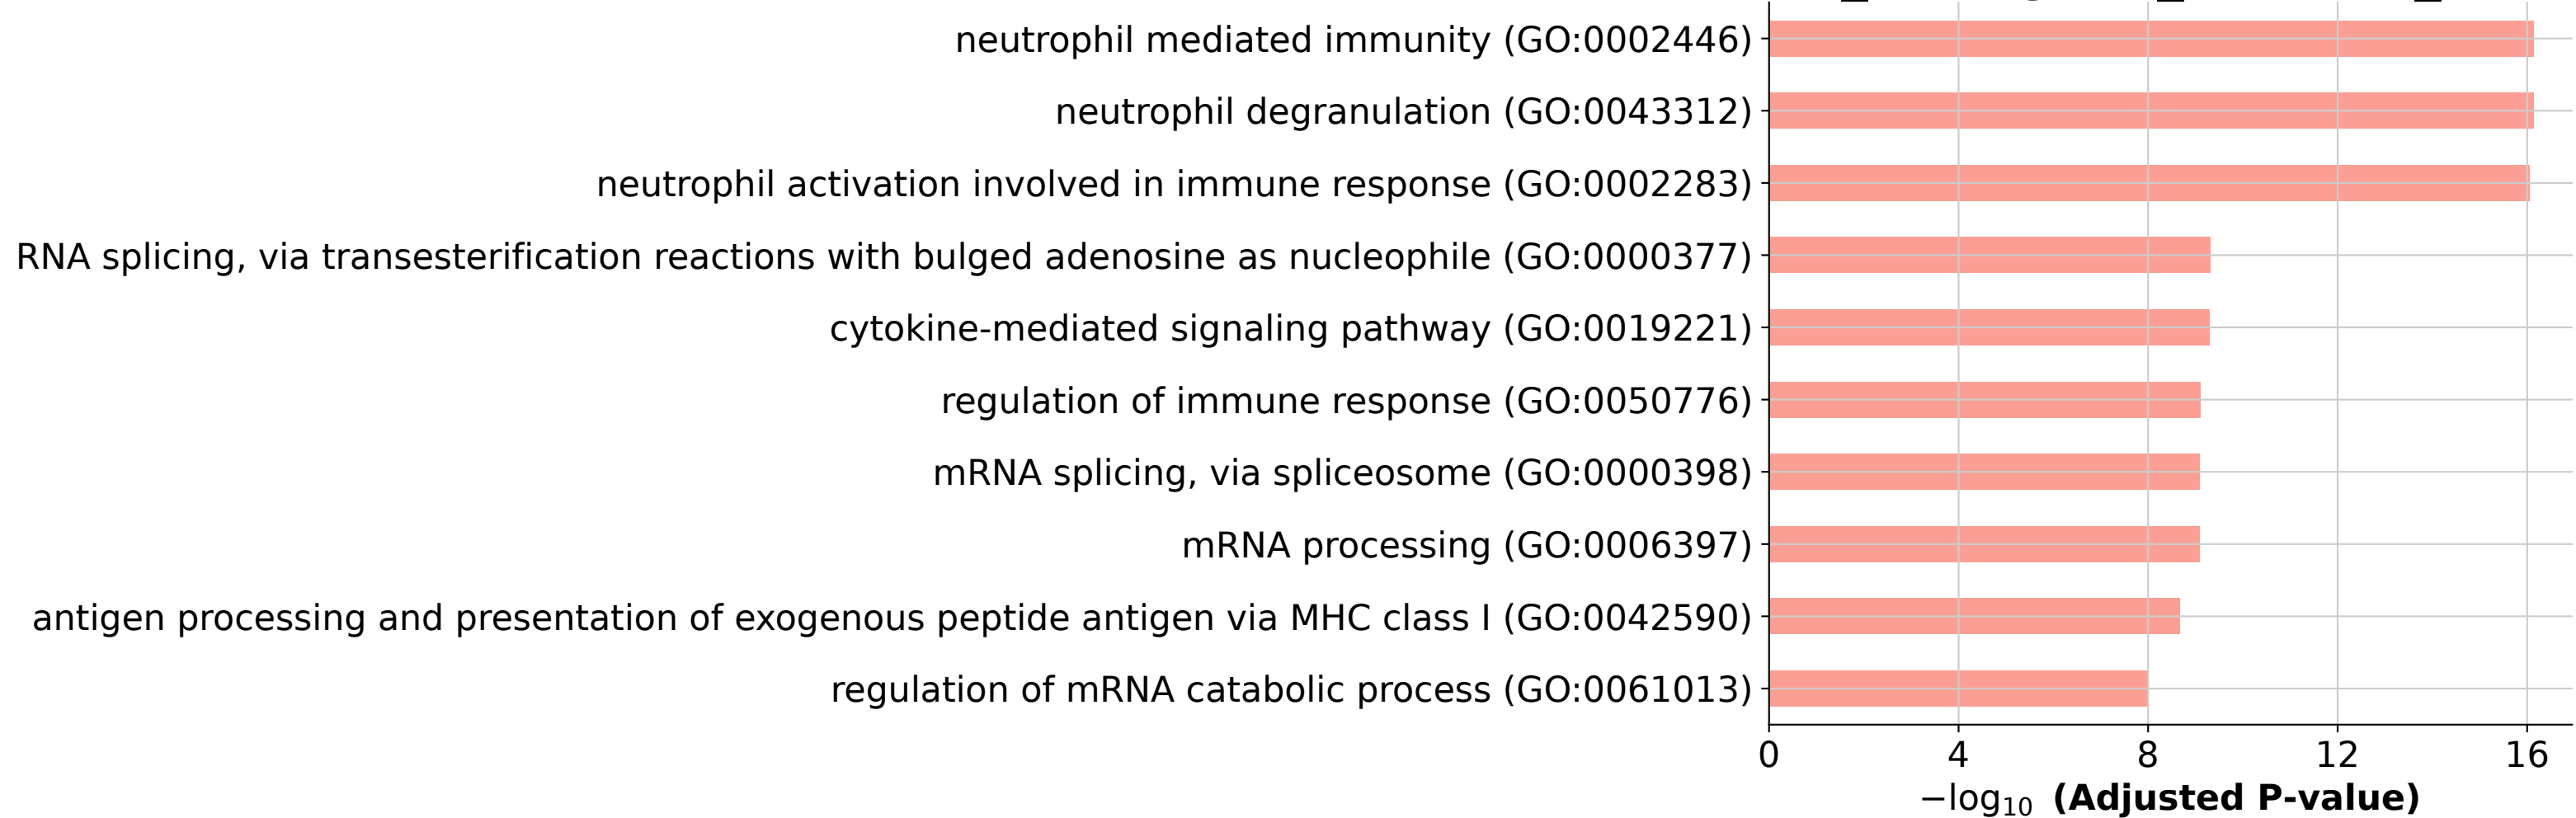 neutrophil mediated immunity (GO:0002446)
neutrophil degranulation (GO:0043312)
neutrophil activation involved in immune response (GO:0002283)
RNA splicing, via transesterification reactions with bulged adenosine as nucleophile (GO:0000377)
cytokine-mediated signaling pathway (GO:0019221)
regulation of immune response (GO:0050776)
mRNA splicing, via spliceosome (GO:0000398)
mRNA processing (GO:0006397)
antigen processing and presentation of exogenous peptide antigen via MHC class I (GO:0042590)
regulation of mRNA catabolic process (GO:0061013)
0 4 8 12 16
−log₁₀ (Adjusted P-value)